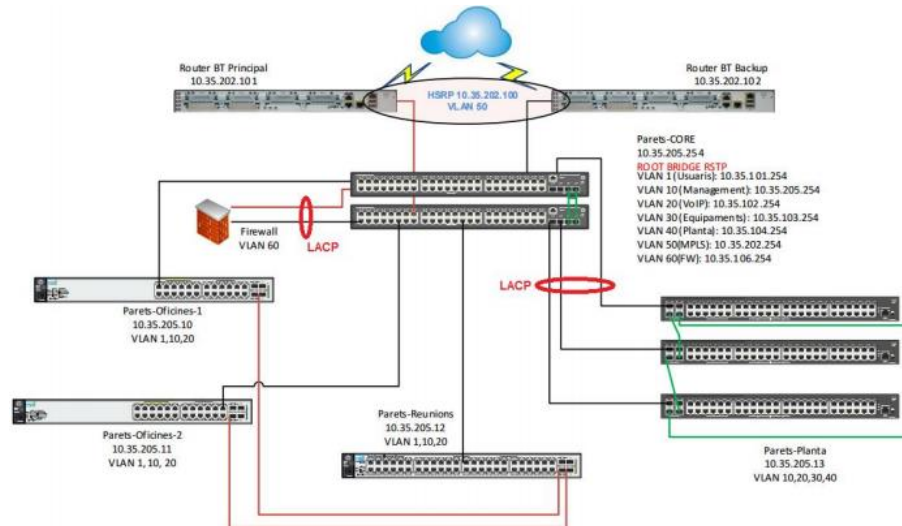 Router BT Principal
10.35.202.101
Router BT Backup
10.35.202.102
HSRP 10.35.202.100
VLAN 50
Parets-CORE
10.35.205.254
ROOT BRIDGE RSTP
VLAN 1 (Usuaris): 10.35.101.254
VLAN 10 (Management): 10.35.205.254
VLAN 20 (VoIP): 10.35.102.254
VLAN 30 (Equipaments): 10.35.103.254
VLAN 40 (Planta): 10.35.104.254
VLAN 50(MPLS): 10.35.202.254
VLAN 60(FW): 10.35.106.254
Firewall
VLAN 60
LACP
LACP
Parets-Oficines-1
10.35.205.10
VLAN 1,10,20
Parets-Oficines-2
10.35.205.11
VLAN 1, 10, 20
Parets-Reunions
10.35.205.12
VLAN 1,10,20
Parets-Planta
10.35.205.13
VLAN 10,20,30,40